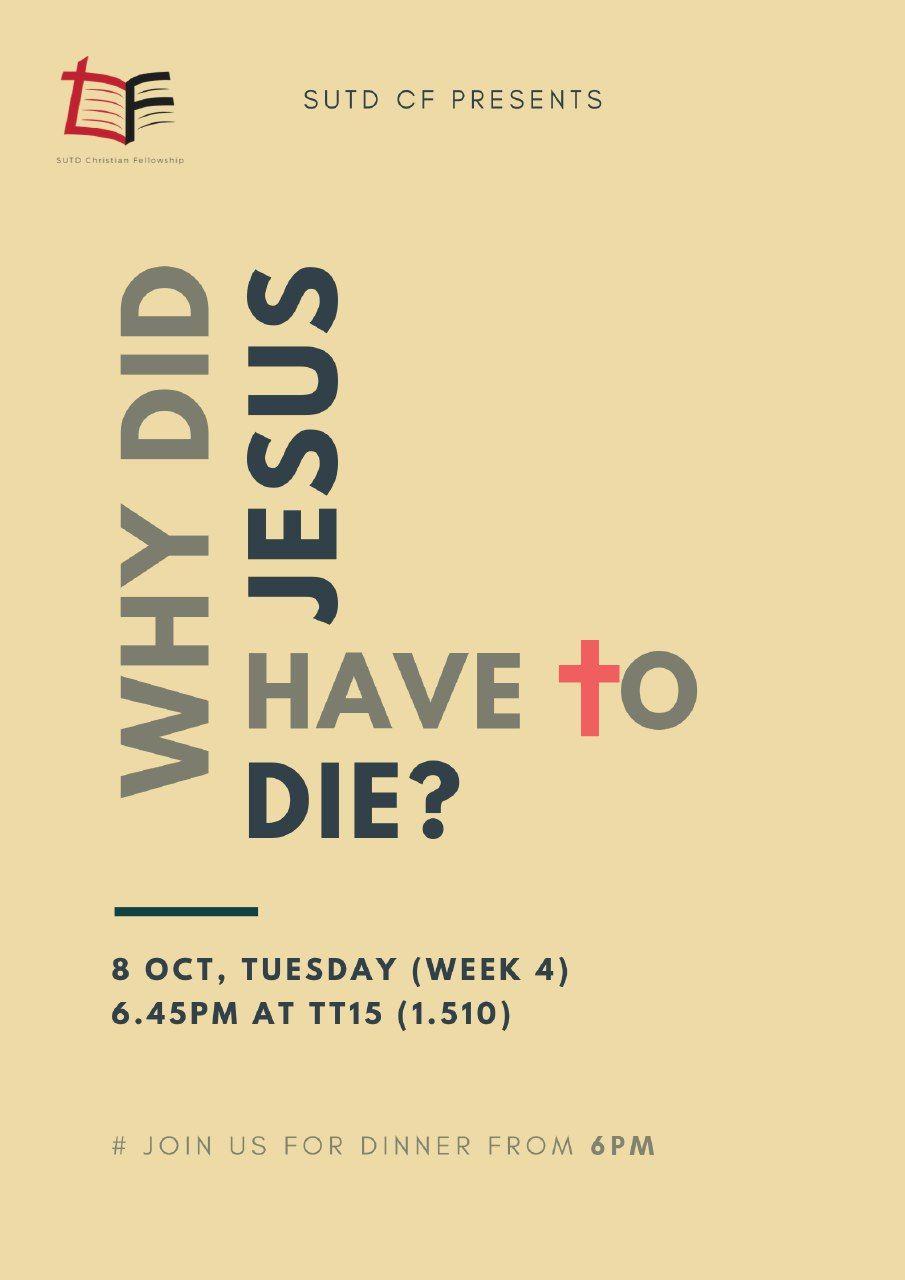 SUTD Christian Fellowship
SUTD CF PRESENTS
WHY DID
JESUS
HAVE TO
DIE?
8 OCT, TUESDAY (WEEK 4)
6.45PM AT TT15 (1.510)
# JOIN US FOR DINNER FROM 6PM